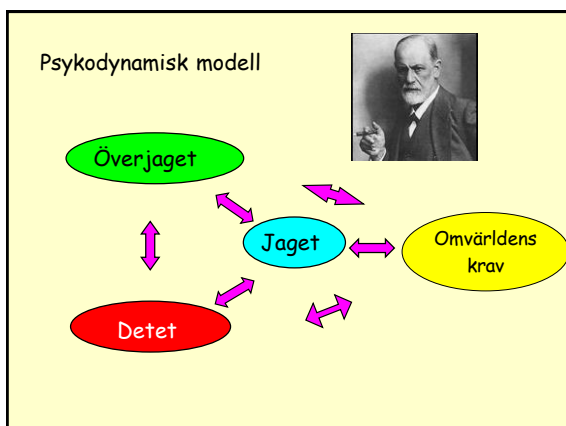 Psykodynamisk modell
Överjaget
Jaget
Omvärldens
krav
Detet